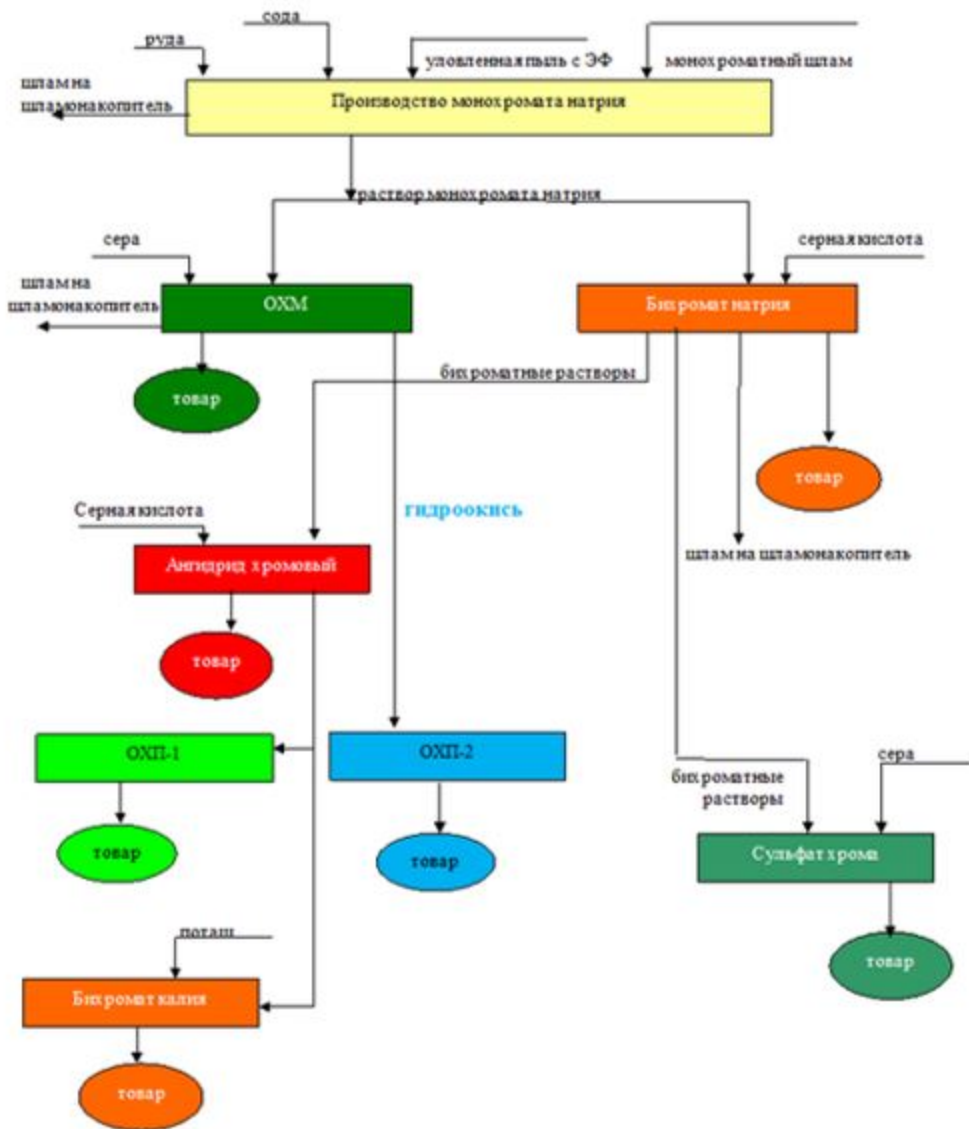 сода
руда
уловленная пыль с ЭФ
монохроматный шлам
шлам на
шламонакопитель
Производство монохромата натрия
раствор монохромата натрия
сера
серная кислота
шлам на
шламонакопитель
ОХМ
Бихромат натрия
бихроматные растворы
товар
товар
Серная кислота
гидроокись
шлам на шламонакопитель
Ангидрид хромовый
товар
ОХП-1
ОХП-2
сера
бихроматные
растворы
товар
товар
Сульфат хрома
поташ
товар
Бихромат калия
товар